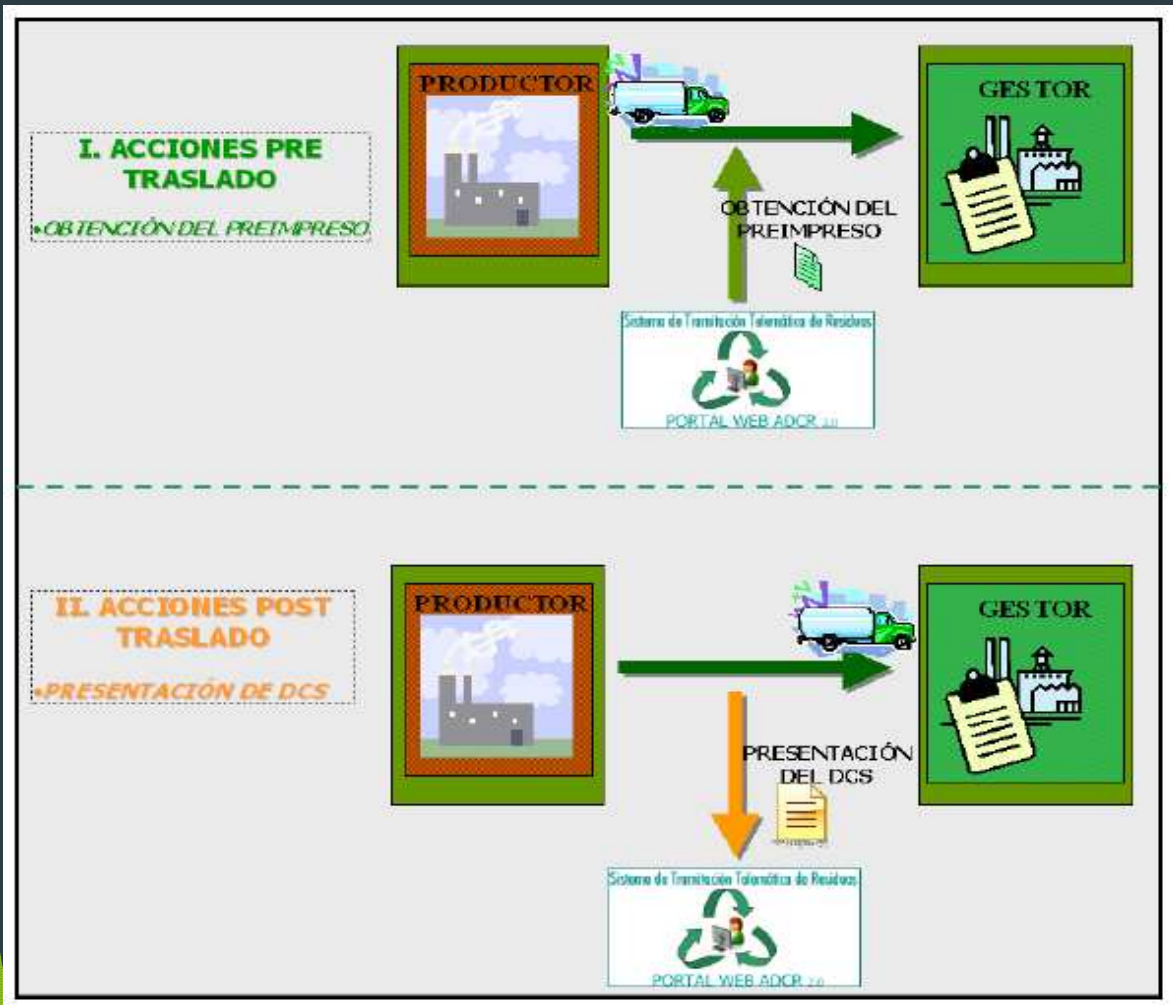 I. ACCIONES PRE
TRASLADO
•OBTENCIÓN DEL PREIMPRESO
PRODUCTOR
GESTOR
OBTENCIÓN DEL
PREIMPRESO
Sistema de Tramitación Telemática de Residuos
PORTAL WEB ADCR 2.0
II. ACCIONES POST
TRASLADO
•PRESENTACIÓN DE DCS
PRODUCTOR
GESTOR
PRESENTACIÓN
DEL DCS
Sistema de Tramitación Telemática de Residuos
PORTAL WEB ADCR 2.0